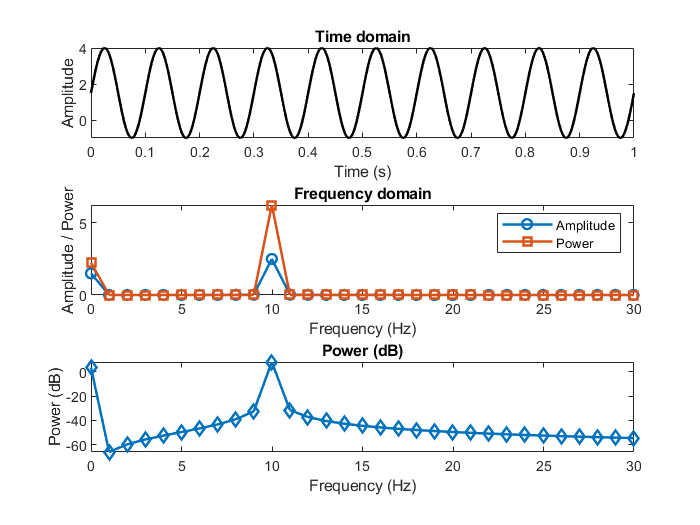 Time domain
4
2
0
Amplitude
0 0.1 0.2 0.3 0.4 0.5 0.6 0.7 0.8 0.9 1
Time (s)
Frequency domain
5
0
Amplitude / Power
Amplitude
Power
0 5 10 15 20 25 30
Frequency (Hz)
Power (dB)
0
-20
-40
-60
Power (dB)
0 5 10 15 20 25 30
Frequency (Hz)